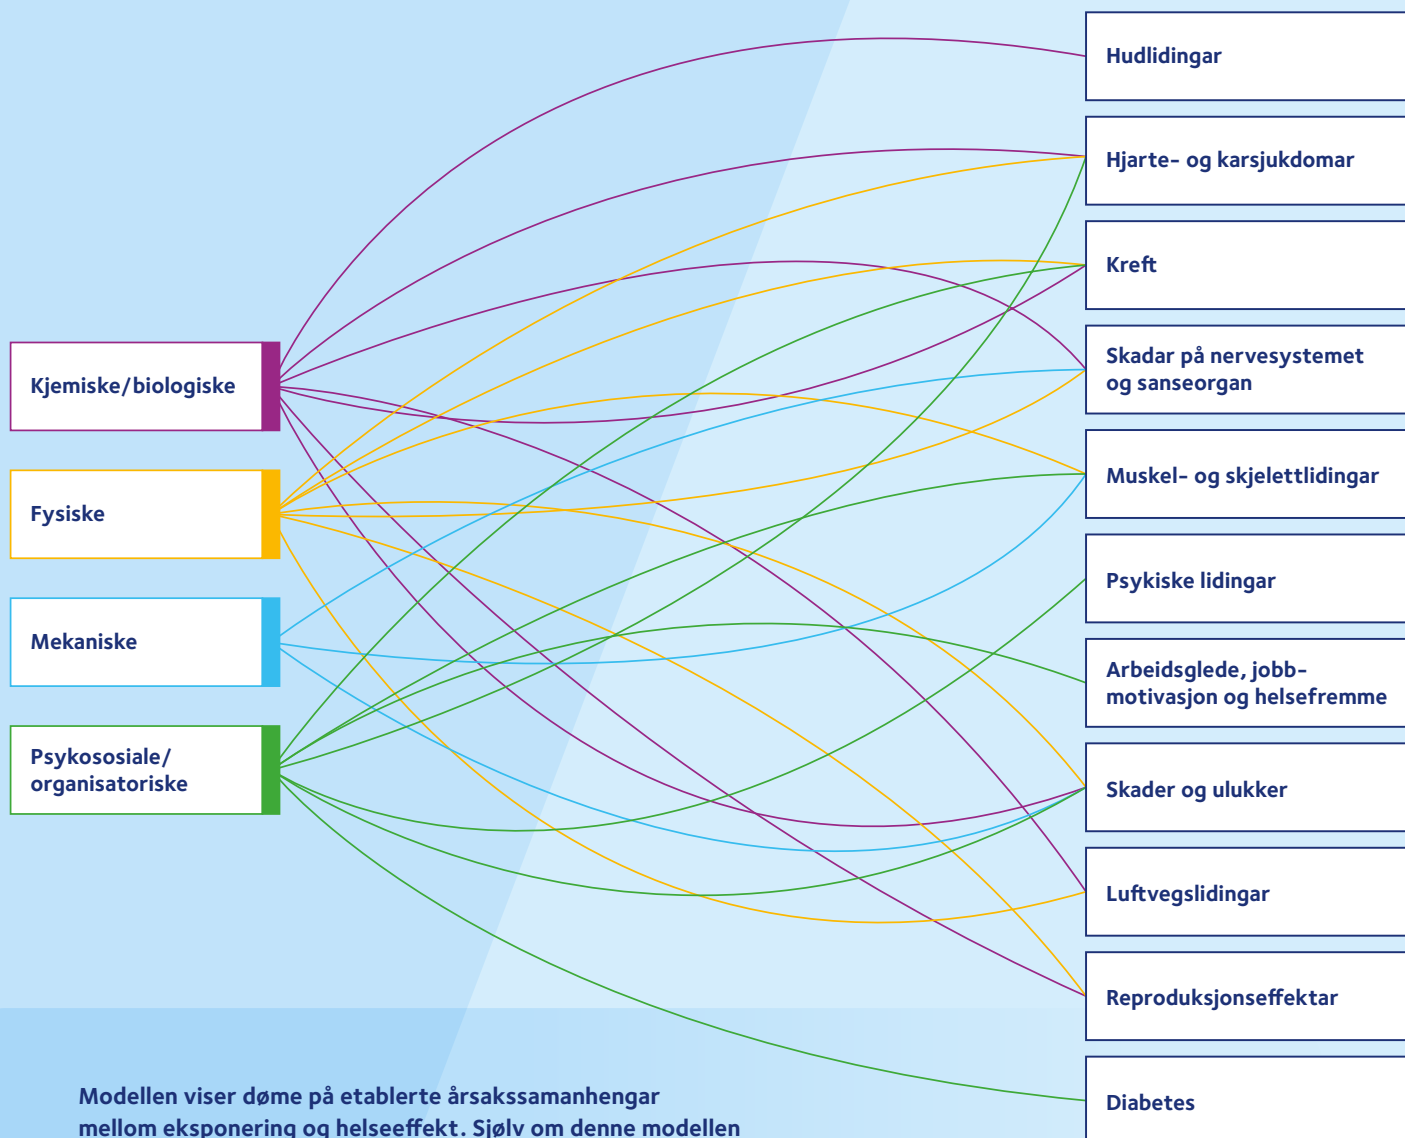 Hudlidingar
Hjarte- og karsjukdomar
Kreft
Skadar på nervesystemet
og sanseorgan
Muskel- og skjelettlidingar
Psykiske lidingar
Arbeidsglede, jobb-
motivasjon og helsefremme
Skader og ulukker
Luftvegslidingar
Reproduksjonseffektar
Diabetes
Kjemiske/biologiske
Fysiske
Mekaniske
Psykososiale/
organisatoriske
Modellen viser døme på etablerte årsakssamanhengar
mellom eksponering og helseeffekt. Sjølv om denne modellen